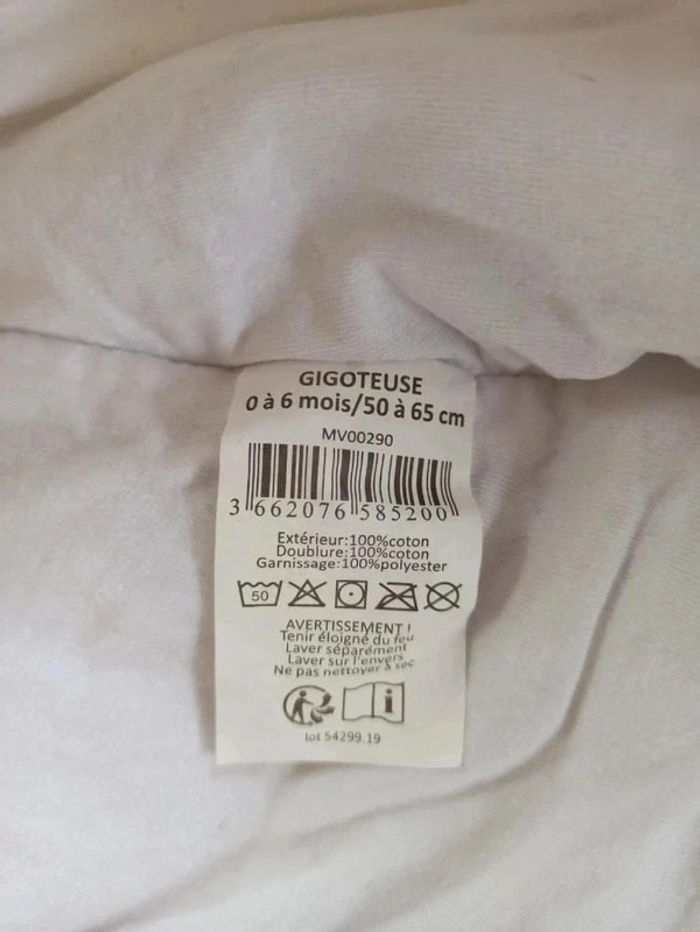 GIGOTEUSE
0 à 6 mois/50 à 65 cm
MV00290
3 662076 585200
Extérieur:100%coton
Doublure:100%coton
Garnissage:100%polyester
50
AVERTISSEMENT !
Tenir éloigné du feu
Laver séparément
Laver sur l'envers
Ne pas nettoyer à sec
i
lot 54299.19